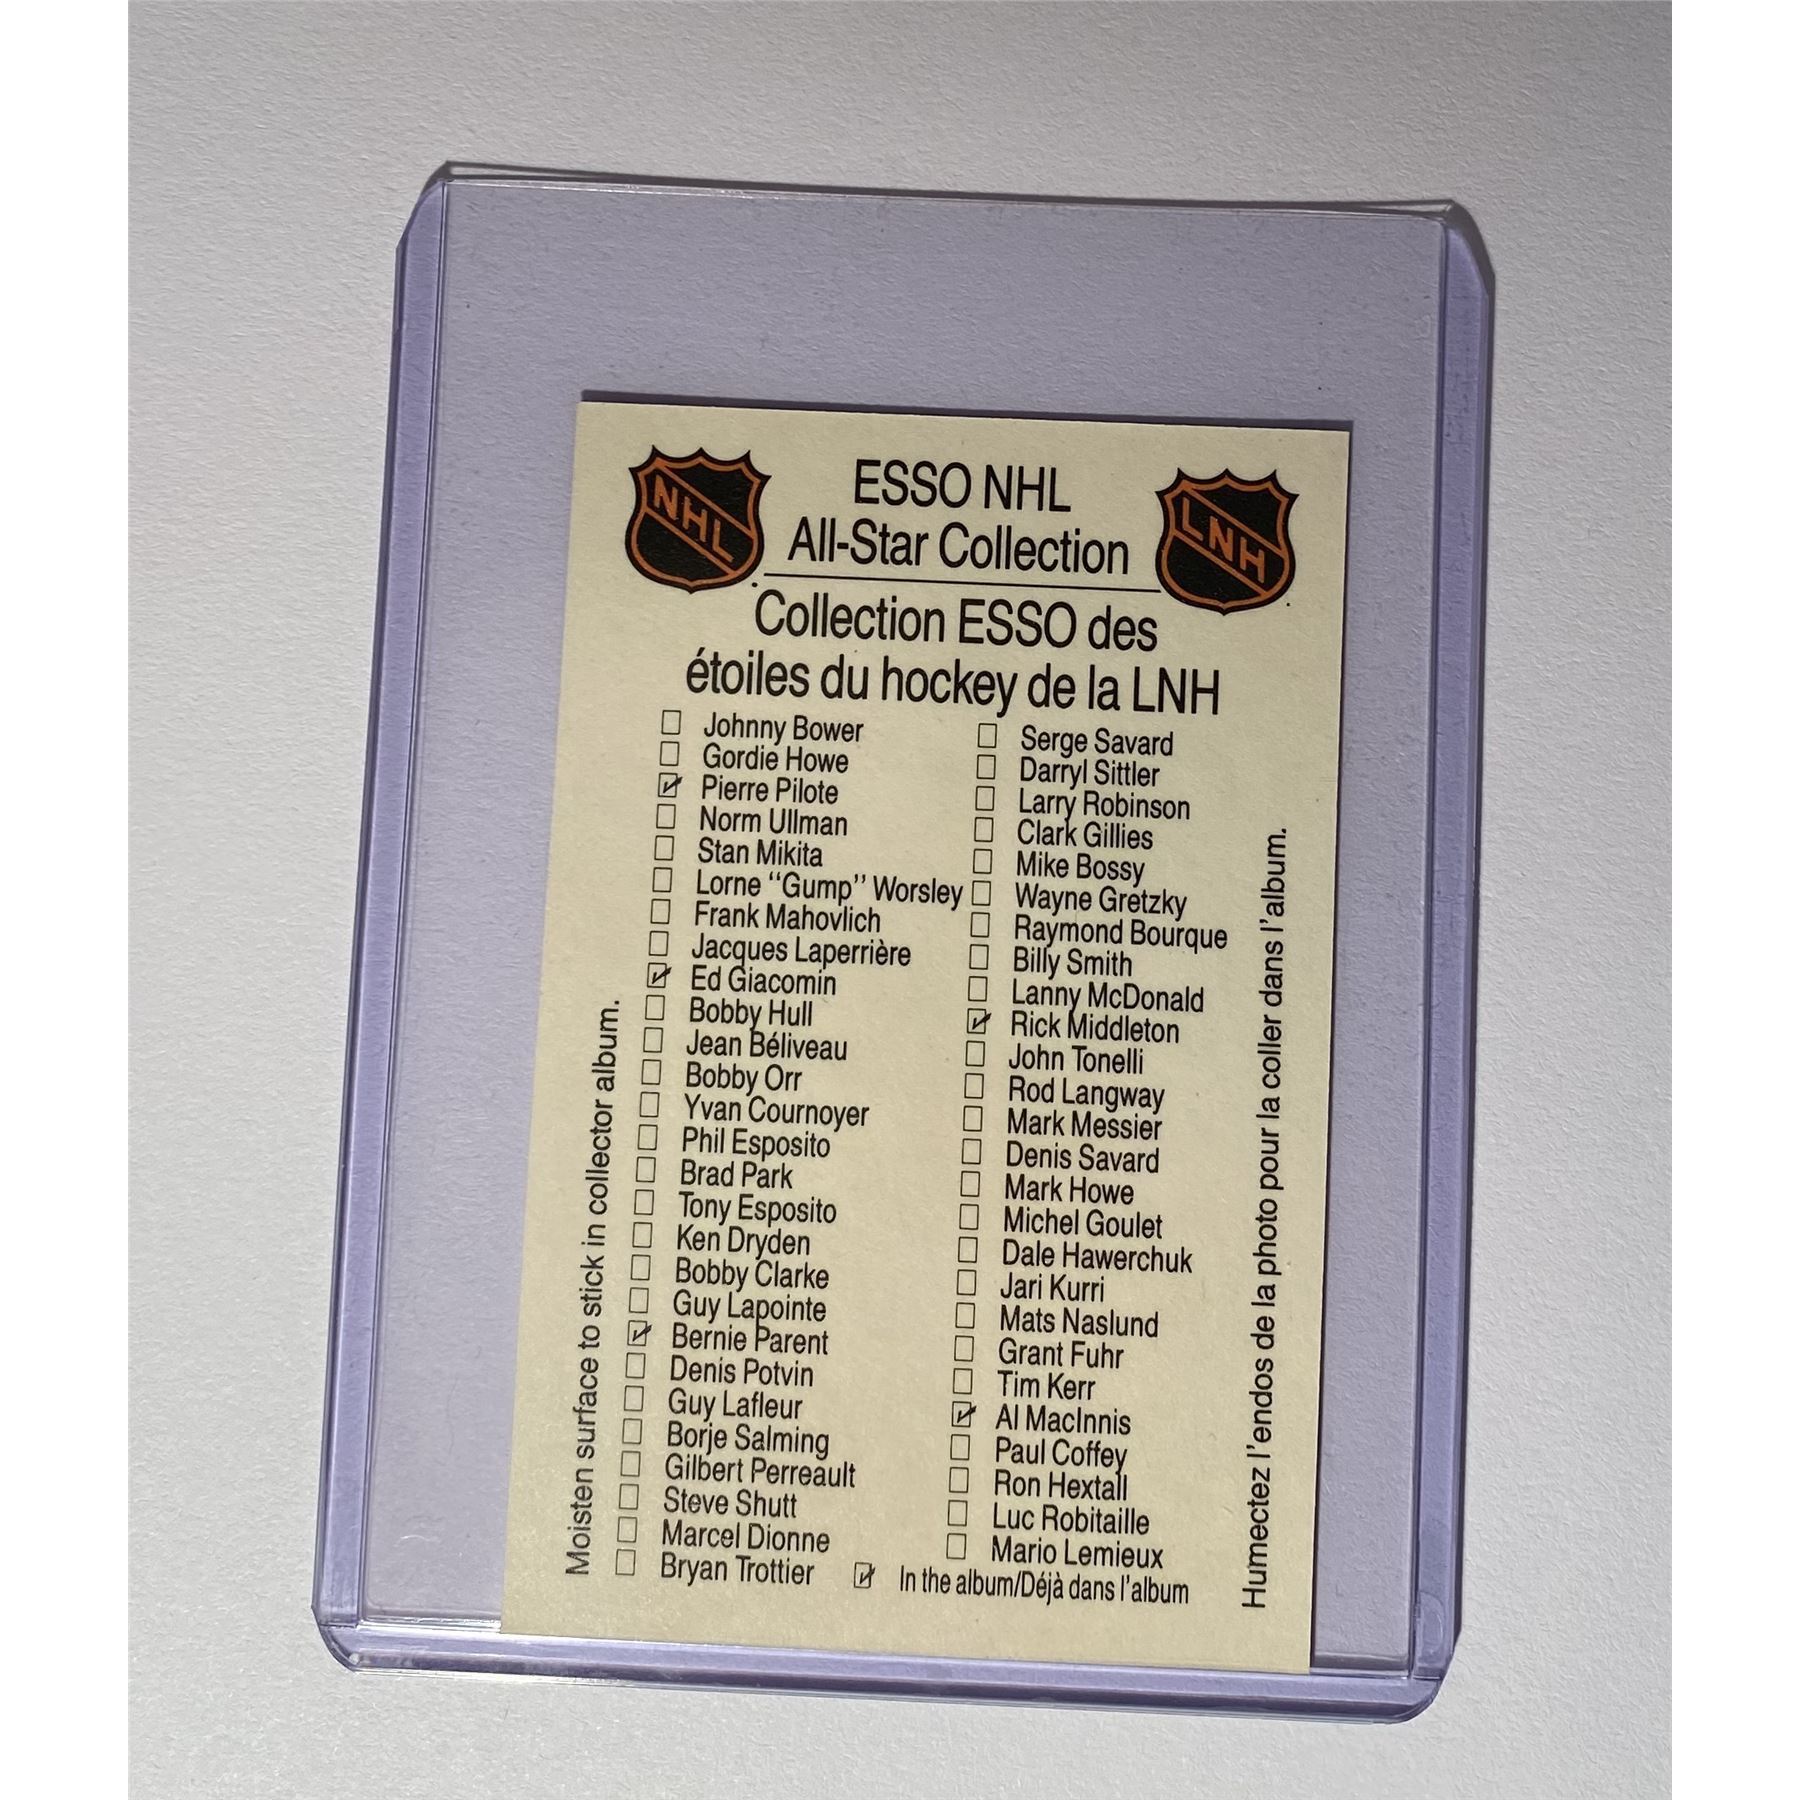 NHL
LNH
ESSO NHL
All-Star Collection
Collection ESSO des
étoiles du hockey de la LNH
☐ Johnny Bower
☐ Gordie Howe
☑ Pierre Pilote
☐ Norm Ullman
☐ Stan Mikita
☐ Lorne "Gump" Worsley
☐ Frank Mahovlich
☐ Jacques Laperrière
☑ Ed Giacomin
☐ Bobby Hull
☐ Jean Béliveau
☐ Bobby Orr
☐ Yvan Cournoyer
☐ Phil Esposito
☐ Brad Park
☐ Tony Esposito
☐ Ken Dryden
☐ Bobby Clarke
☐ Guy Lapointe
☑ Bernie Parent
☐ Denis Potvin
☐ Guy Lafleur
☐ Borje Salming
☐ Gilbert Perreault
☐ Steve Shutt
☐ Marcel Dionne
☐ Bryan Trottier
☐ Serge Savard
☐ Darryl Sittler
☐ Larry Robinson
☐ Clark Gillies
☐ Mike Bossy
☐ Wayne Gretzky
☐ Raymond Bourque
☐ Billy Smith
☐ Lanny McDonald
☑ Rick Middleton
☐ John Tonelli
☐ Rod Langway
☐ Mark Messier
☐ Denis Savard
☐ Mark Howe
☐ Michel Goulet
☐ Dale Hawerchuk
☐ Jari Kurri
☐ Mats Naslund
☐ Grant Fuhr
☐ Tim Kerr
☑ Al MacInnis
☐ Paul Coffey
☐ Ron Hextall
☐ Luc Robitaille
☐ Mario Lemieux
☑ In the album/Déjà dans l'album
Moisten surface to stick in collector album.
Humectez l'endos de la photo pour la coller dans l'album.